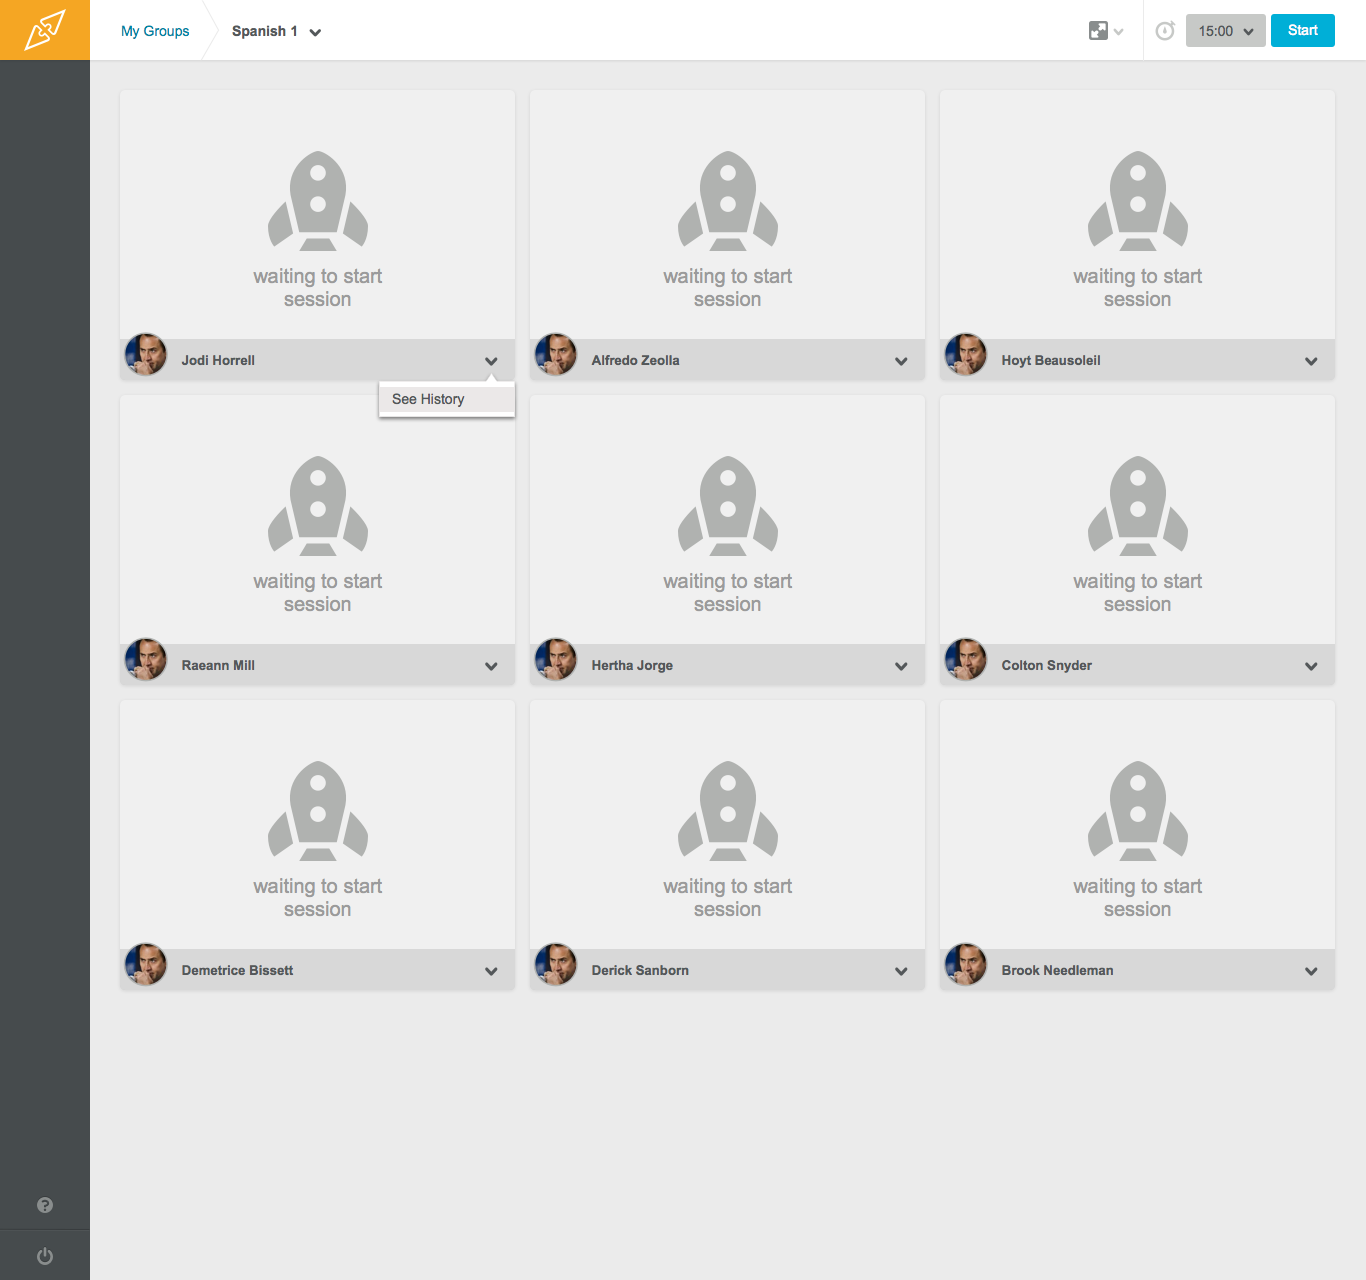 My Groups
Spanish 1
15:00
Start
waiting to start
session
waiting to start
session
waiting to start
session
Jodi Horrell
Alfredo Zeolla
Hoyt Beausoleil
See History
waiting to start
session
waiting to start
session
waiting to start
session
Raeann Mill
Hertha Jorge
Colton Snyder
waiting to start
session
waiting to start
session
waiting to start
session
Demetrice Bissett
Derick Sanborn
Brook Needleman
?